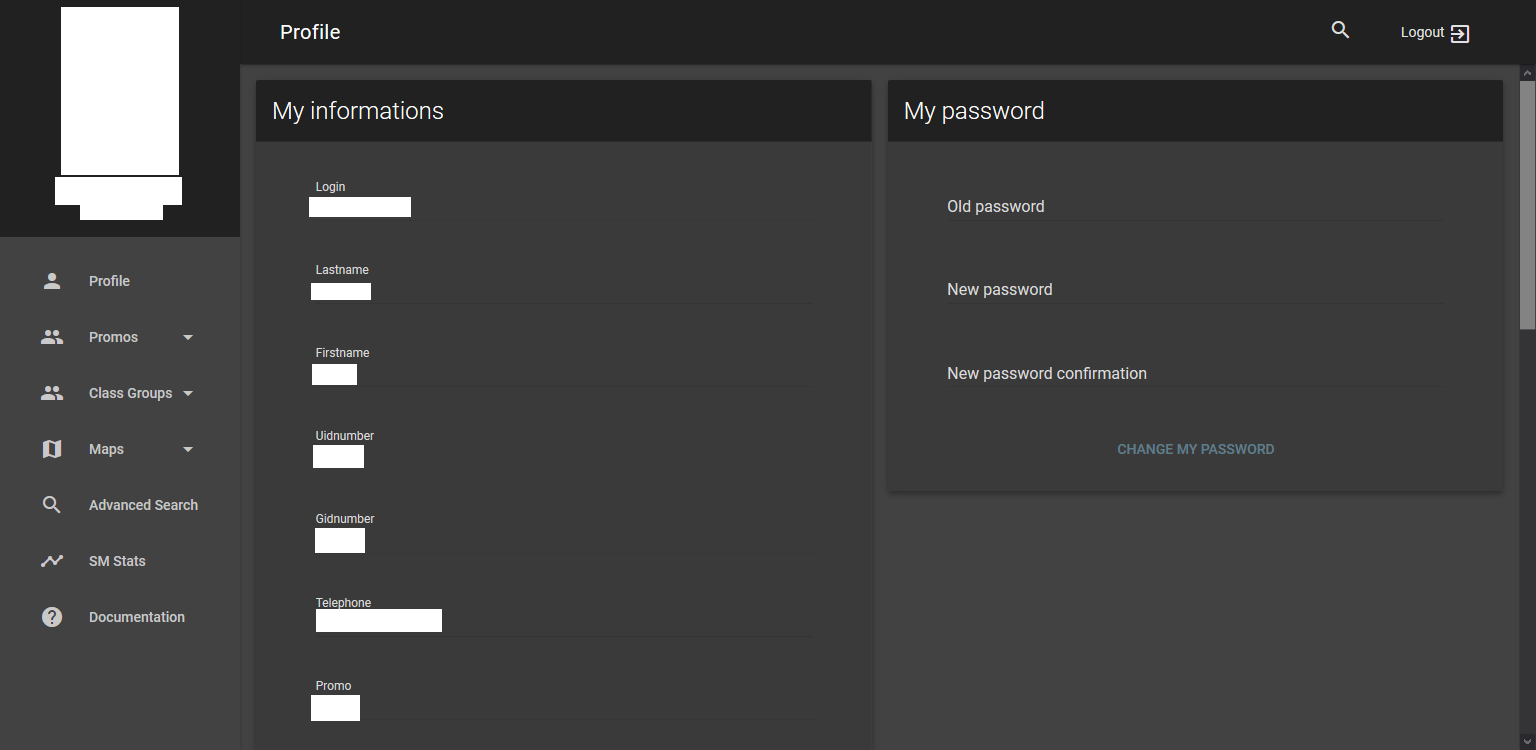 Profile
Logout
Profile
Promos
Class Groups
Maps
Advanced Search
SM Stats
Documentation
My informations
Login
Lastname
Firstname
Uidnumber
Gidnumber
Telephone
Promo
My password
Old password
New password
New password confirmation
CHANGE MY PASSWORD